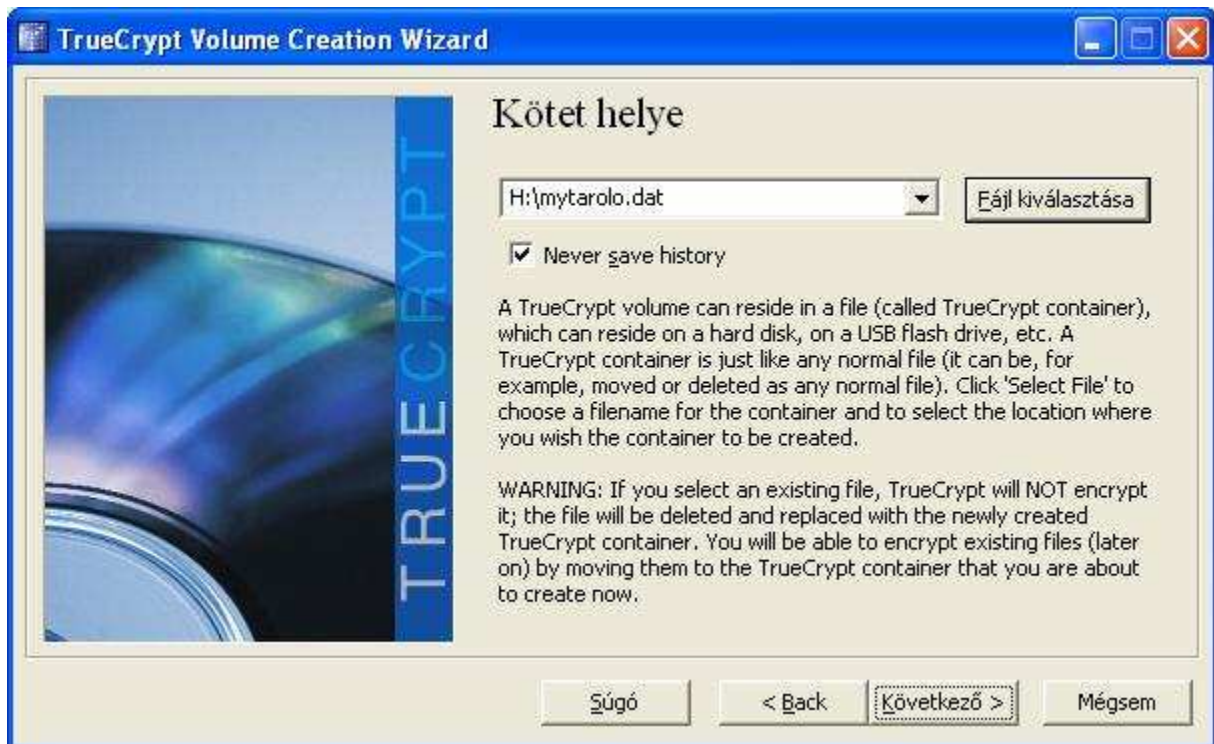 TrueCrypt Volume Creation Wizard
TRUECRYPT
Kötet helye
H:\mytarolo.dat
Fájl kiválasztása
Never save history
A TrueCrypt volume can reside in a file (called TrueCrypt container),
which can reside on a hard disk, on a USB flash drive, etc. A
TrueCrypt container is just like any normal file (it can be, for
example, moved or deleted as any normal file). Click 'Select File' to
choose a filename for the container and to select the location where
you wish the container to be created.
WARNING: If you select an existing file, TrueCrypt will NOT encrypt
it; the file will be deleted and replaced with the newly created
TrueCrypt container. You will be able to encrypt existing files (later
on) by moving them to the TrueCrypt container that you are about
to create now.
Súgó
< Back
Következő >
Mégsem